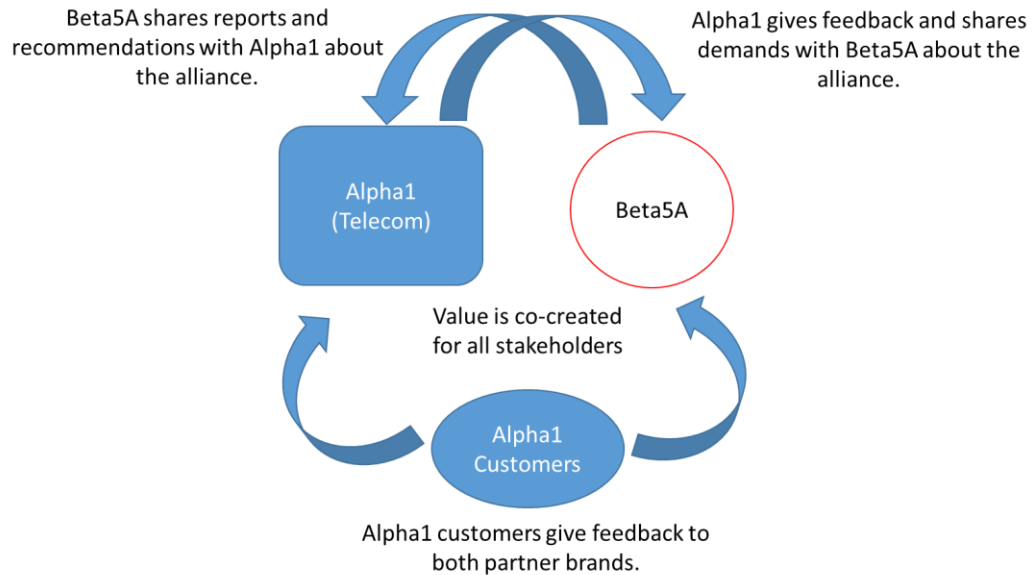 Beta5A shares reports and
recommendations with Alpha1 about
the alliance.
Alpha1 gives feedback and shares
demands with Beta5A about the
alliance.
Alpha1
(Telecom)
Beta5A
Value is co-created
for all stakeholders
Alpha1
Customers
Alpha1 customers give feedback to
both partner brands.